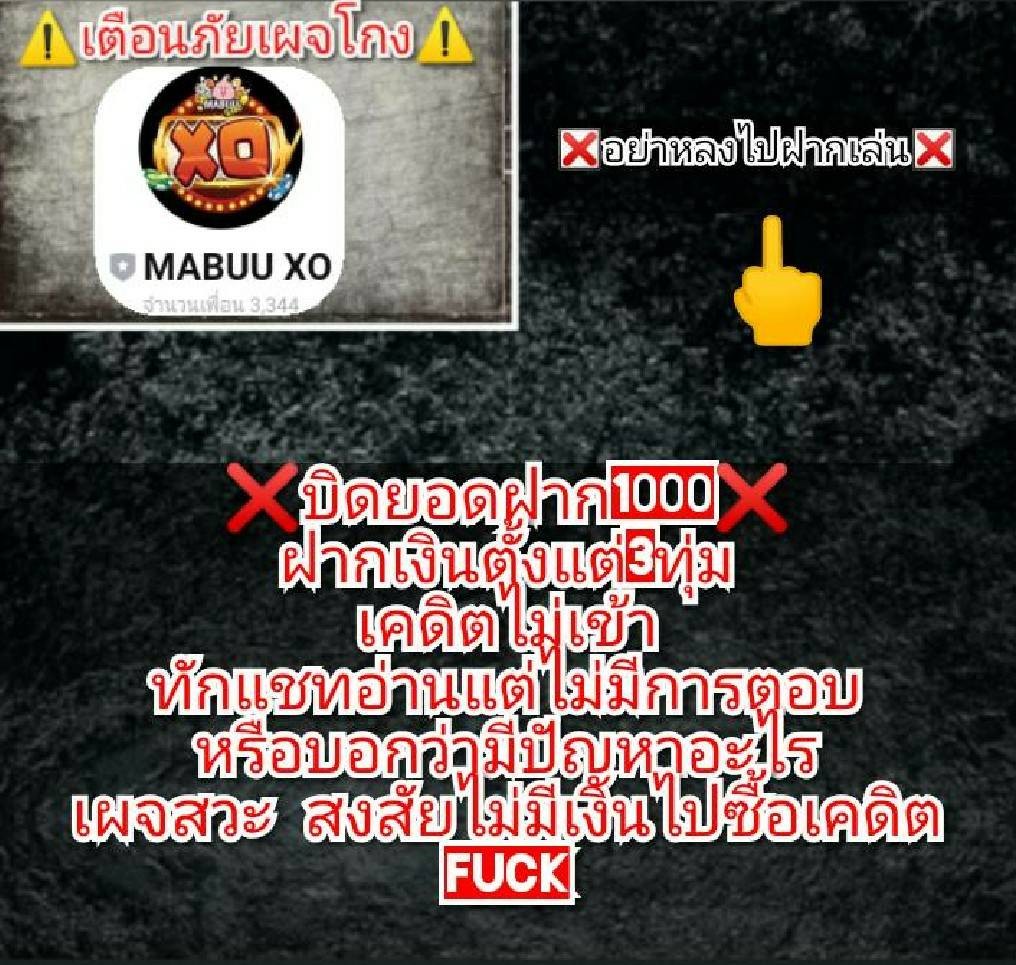 ⚠️เตือนภัยเผจโกง⚠️
MABUU
XO
MABUU XO
จำนวนเพื่อน 3,344
❌อย่าหลงไปฝากเล่น❌
❌บิดยอดฝาก1000❌
ฝากเงินตั้งแต่3ทุ่ม
เคดิตไม่เข้า
ทักแชทอ่านแต่ไม่มีการตอบ
หรือบอกว่ามีปัญหาอะไร
เผจสวะ สงสัยไม่มีเงินไปซื้อเคดิต
FUCK